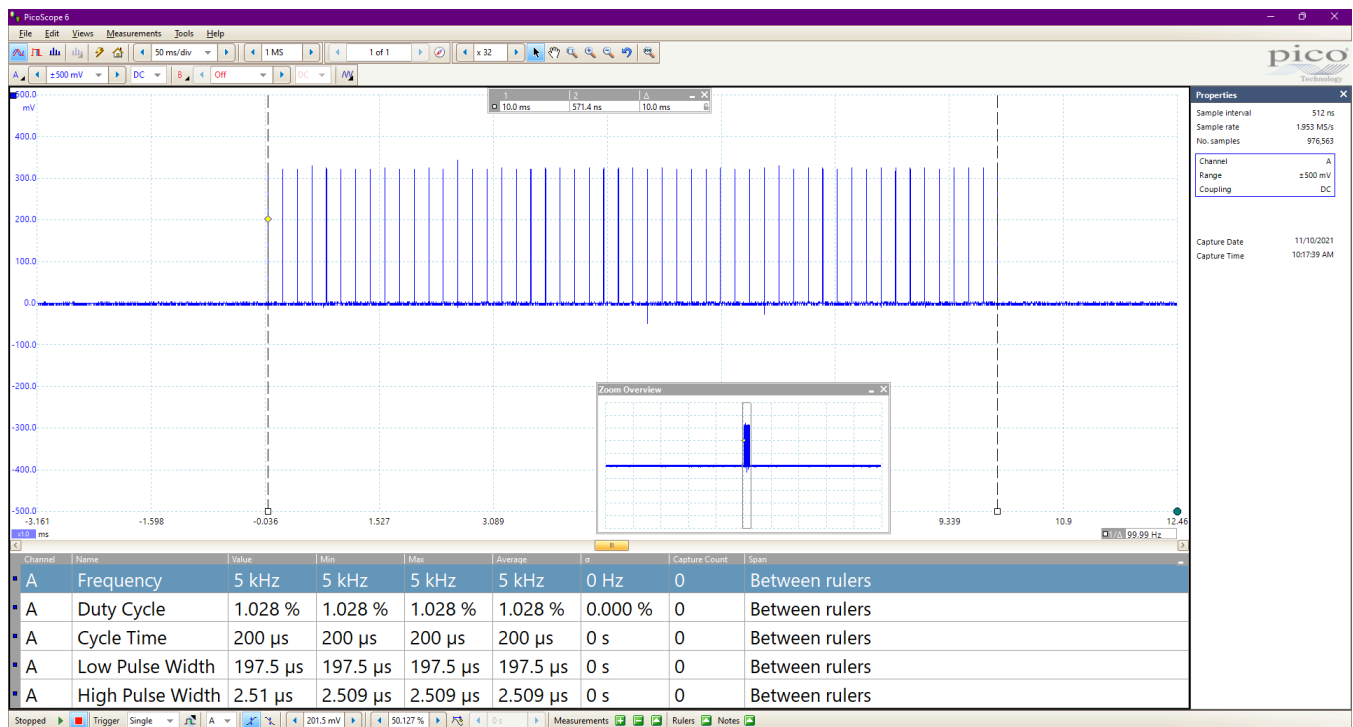 PicoScope 6
File Edit Views Measurements Tools Help
50 ms/div 1 MS 1 of 1 x 32
A ±500 mV DC B Off DC
pico
Technology
500.0
mV
400.0
300.0
200.0
100.0
0.0
-100.0
-200.0
-300.0
-400.0
-500.0
1 2 Δ
10.0 ms 571.4 ns 10.0 ms
Zoom Overview
-3.161 -1.598 -0.036 1.527 3.089 9.339 10.9 12.46
x1.0 ms
1/Δ 99.99 Hz
Properties
Sample interval 512 ns
Sample rate 1.953 MS/s
No. samples 976,563
Channel A
Range ±500 mV
Coupling DC
Capture Date 11/10/2021
Capture Time 10:17:39 AM
Channel Name Value Min Max Average σ Capture Count Span
A Frequency 5 kHz 5 kHz 5 kHz 5 kHz 0 Hz 0 Between rulers
A Duty Cycle 1.028 % 1.028 % 1.028 % 1.028 % 0.000 % 0 Between rulers
A Cycle Time 200 µs 200 µs 200 µs 200 µs 0 s 0 Between rulers
A Low Pulse Width 197.5 µs 197.5 µs 197.5 µs 197.5 µs 0 s 0 Between rulers
A High Pulse Width 2.51 µs 2.509 µs 2.509 µs 2.509 µs 0 s 0 Between rulers
Stopped Trigger Single A 201.5 mV 50.127 % 0 s Measurements Rulers Notes